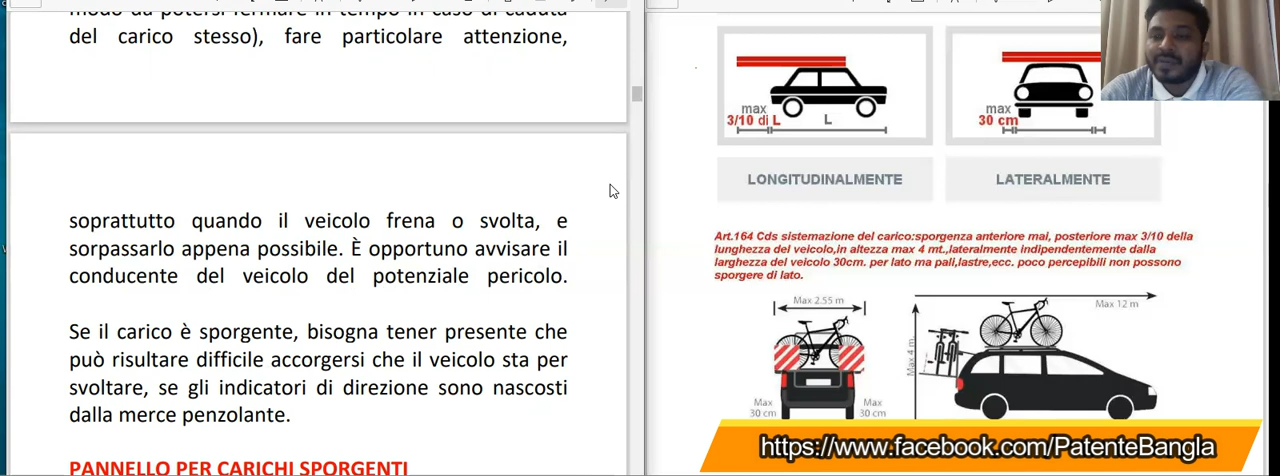 modo da potersi fermare in tempo in caso di caduta
del carico stesso), fare particolare attenzione,
soprattutto quando il veicolo frena o svolta, e
sorpassarlo appena possibile. È opportuno avvisare il
conducente del veicolo del potenziale pericolo.
Se il carico è sporgente, bisogna tener presente che
può risultare difficile accorgersi che il veicolo sta per
svoltare, se gli indicatori di direzione sono nascosti
dalla merce penzolante.
PANNELLO PER CARICHI SPORGENTI
max
3/10 di L
L
max
30 cm
LONGITUDINALMENTE
LATERALMENTE
Art.164 Cds sistemazione del carico:sporgenza anteriore mai, posteriore max 3/10 della
lunghezza del veicolo,in altezza max 4 mt.,lateralmente indipendentemente dalla
larghezza del veicolo 30cm. per lato ma pali,lastre,ecc. poco percepibili non possono
sporgere di lato.
Max 2.55 m
Max 12 m
Max 4 m
Max
30 cm
Max
30 cm
https://www.facebook.com/PatenteBangla